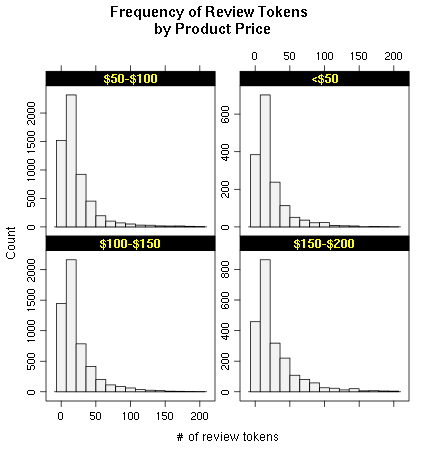 Frequency of Review Tokens
by Product Price
0 50 100 150 200
$50-$100
<$50
0 500 1000 1500 2000
0 200 400 600
Count
$100-$150
$150-$200
0 500 1000 1500 2000
0 200 400 600 800
0 50 100 150 200
# of review tokens